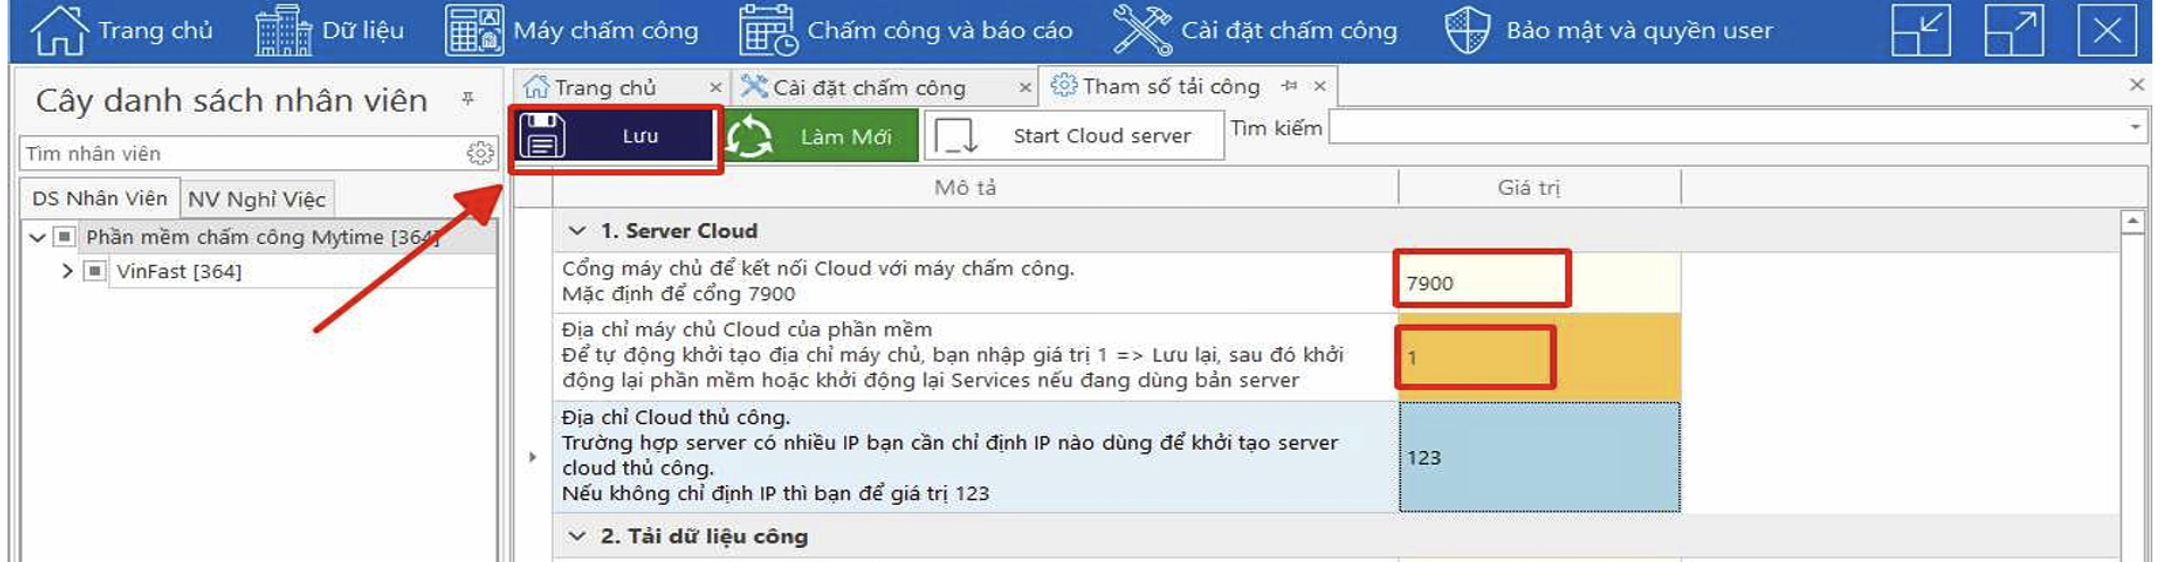 Trang chủ Dữ liệu Máy chấm công Chấm công và báo cáo Cài đặt chấm công Bảo mật và quyền user
Cây danh sách nhân viên
Tìm nhân viên
DS Nhân Viên NV Nghỉ Việc
Phần mềm chấm công Mytime [364]
VinFast [364]
Trang chủ Cài đặt chấm công Tham số tải công
Lưu Làm Mới Start Cloud server Tìm kiếm
Mô tả Giá trị
1. Server Cloud
Cổng máy chủ để kết nối Cloud với máy chấm công.
Mặc định để cổng 7900
7900
Địa chỉ máy chủ Cloud của phần mềm
Để tự động khởi tạo địa chỉ máy chủ, bạn nhập giá trị 1 => Lưu lại, sau đó khởi
động lại phần mềm hoặc khởi động lại Services nếu đang dùng bản server
1
Địa chỉ Cloud thủ công.
Trường hợp server có nhiều IP bạn cần chỉ định IP nào dùng để khởi tạo server
cloud thủ công.
Nếu không chỉ định IP thì bạn để giá trị 123
123
2. Tải dữ liệu công